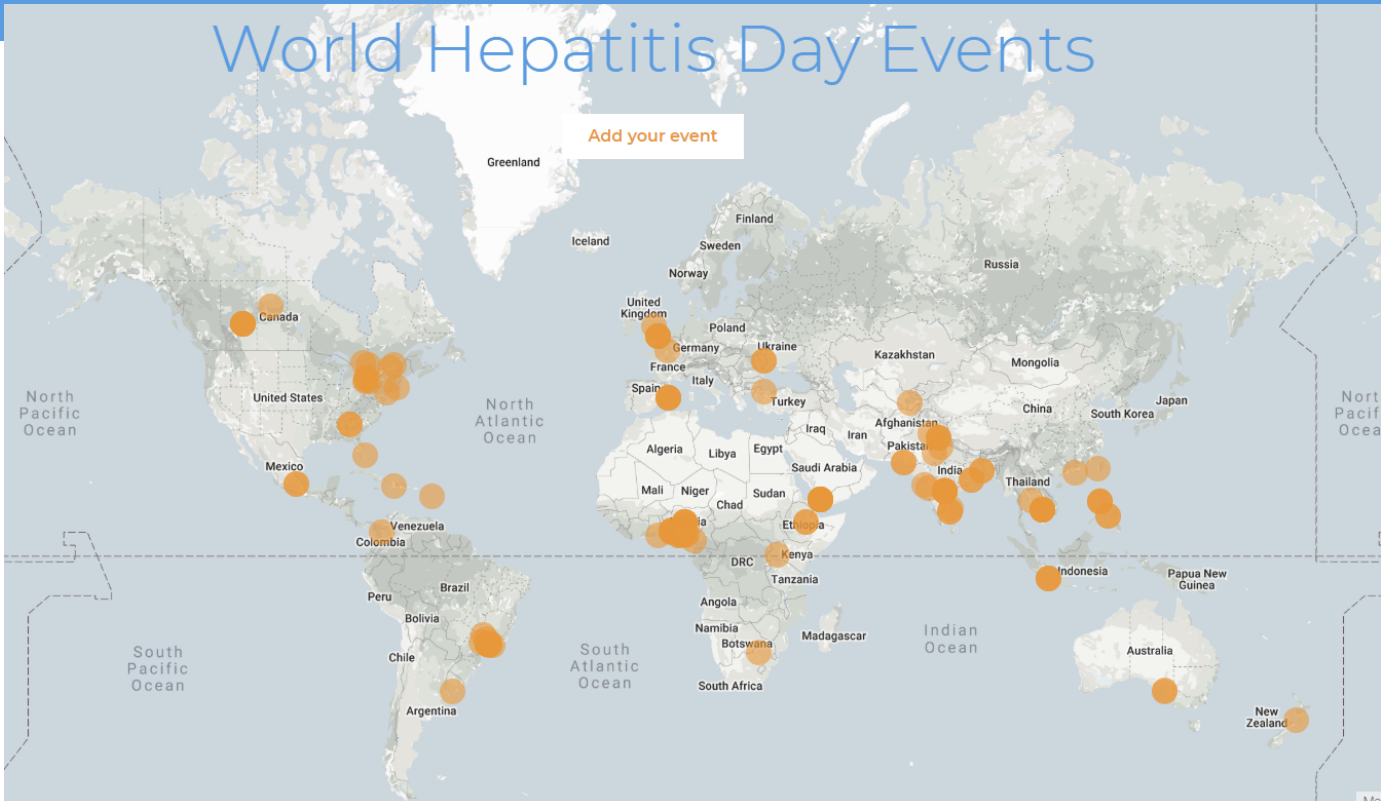 World Hepatitis Day Events
Add your event
Greenland
Iceland
Finland
Sweden
Norway
Russia
United
Kingdom
Canada
Poland
Germany
Ukraine
Kazakhstan
Mongolia
France
Italy
Spain
Turkey
North
Pacific
Ocean
United States
North
Atlantic
Ocean
Japan
South Korea
China
Afghanistan
Iraq
Iran
Pakistan
Algeria
Libya
Egypt
Saudi Arabia
India
Thailand
Mexico
Mali
Niger
Chad
Sudan
Ethiopia
Venezuela
Colombia
DRC
Kenya
Tanzania
Indonesia
Papua New
Guinea
Brazil
Peru
Bolivia
Angola
Namibia
Botswana
Madagascar
Indian
Ocean
Australia
Chile
South
Pacific
Ocean
South
Atlantic
Ocean
South Africa
Argentina
New
Zealand